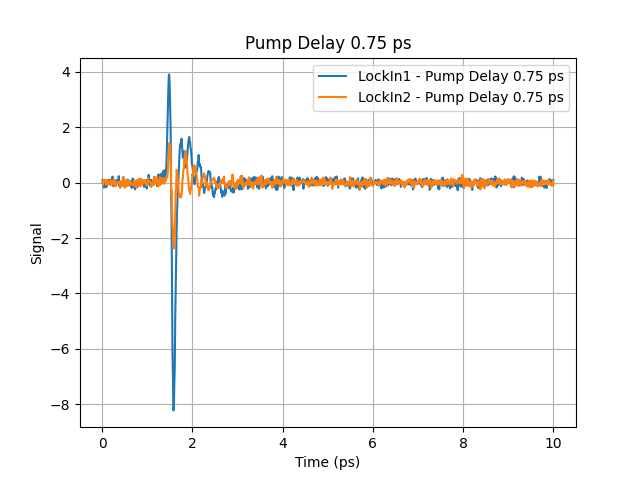 Pump Delay 0.75 ps
LockIn1 - Pump Delay 0.75 ps
LockIn2 - Pump Delay 0.75 ps
4
2
0
−2
−4
−6
−8
Signal
0
2
4
6
8
10
Time (ps)